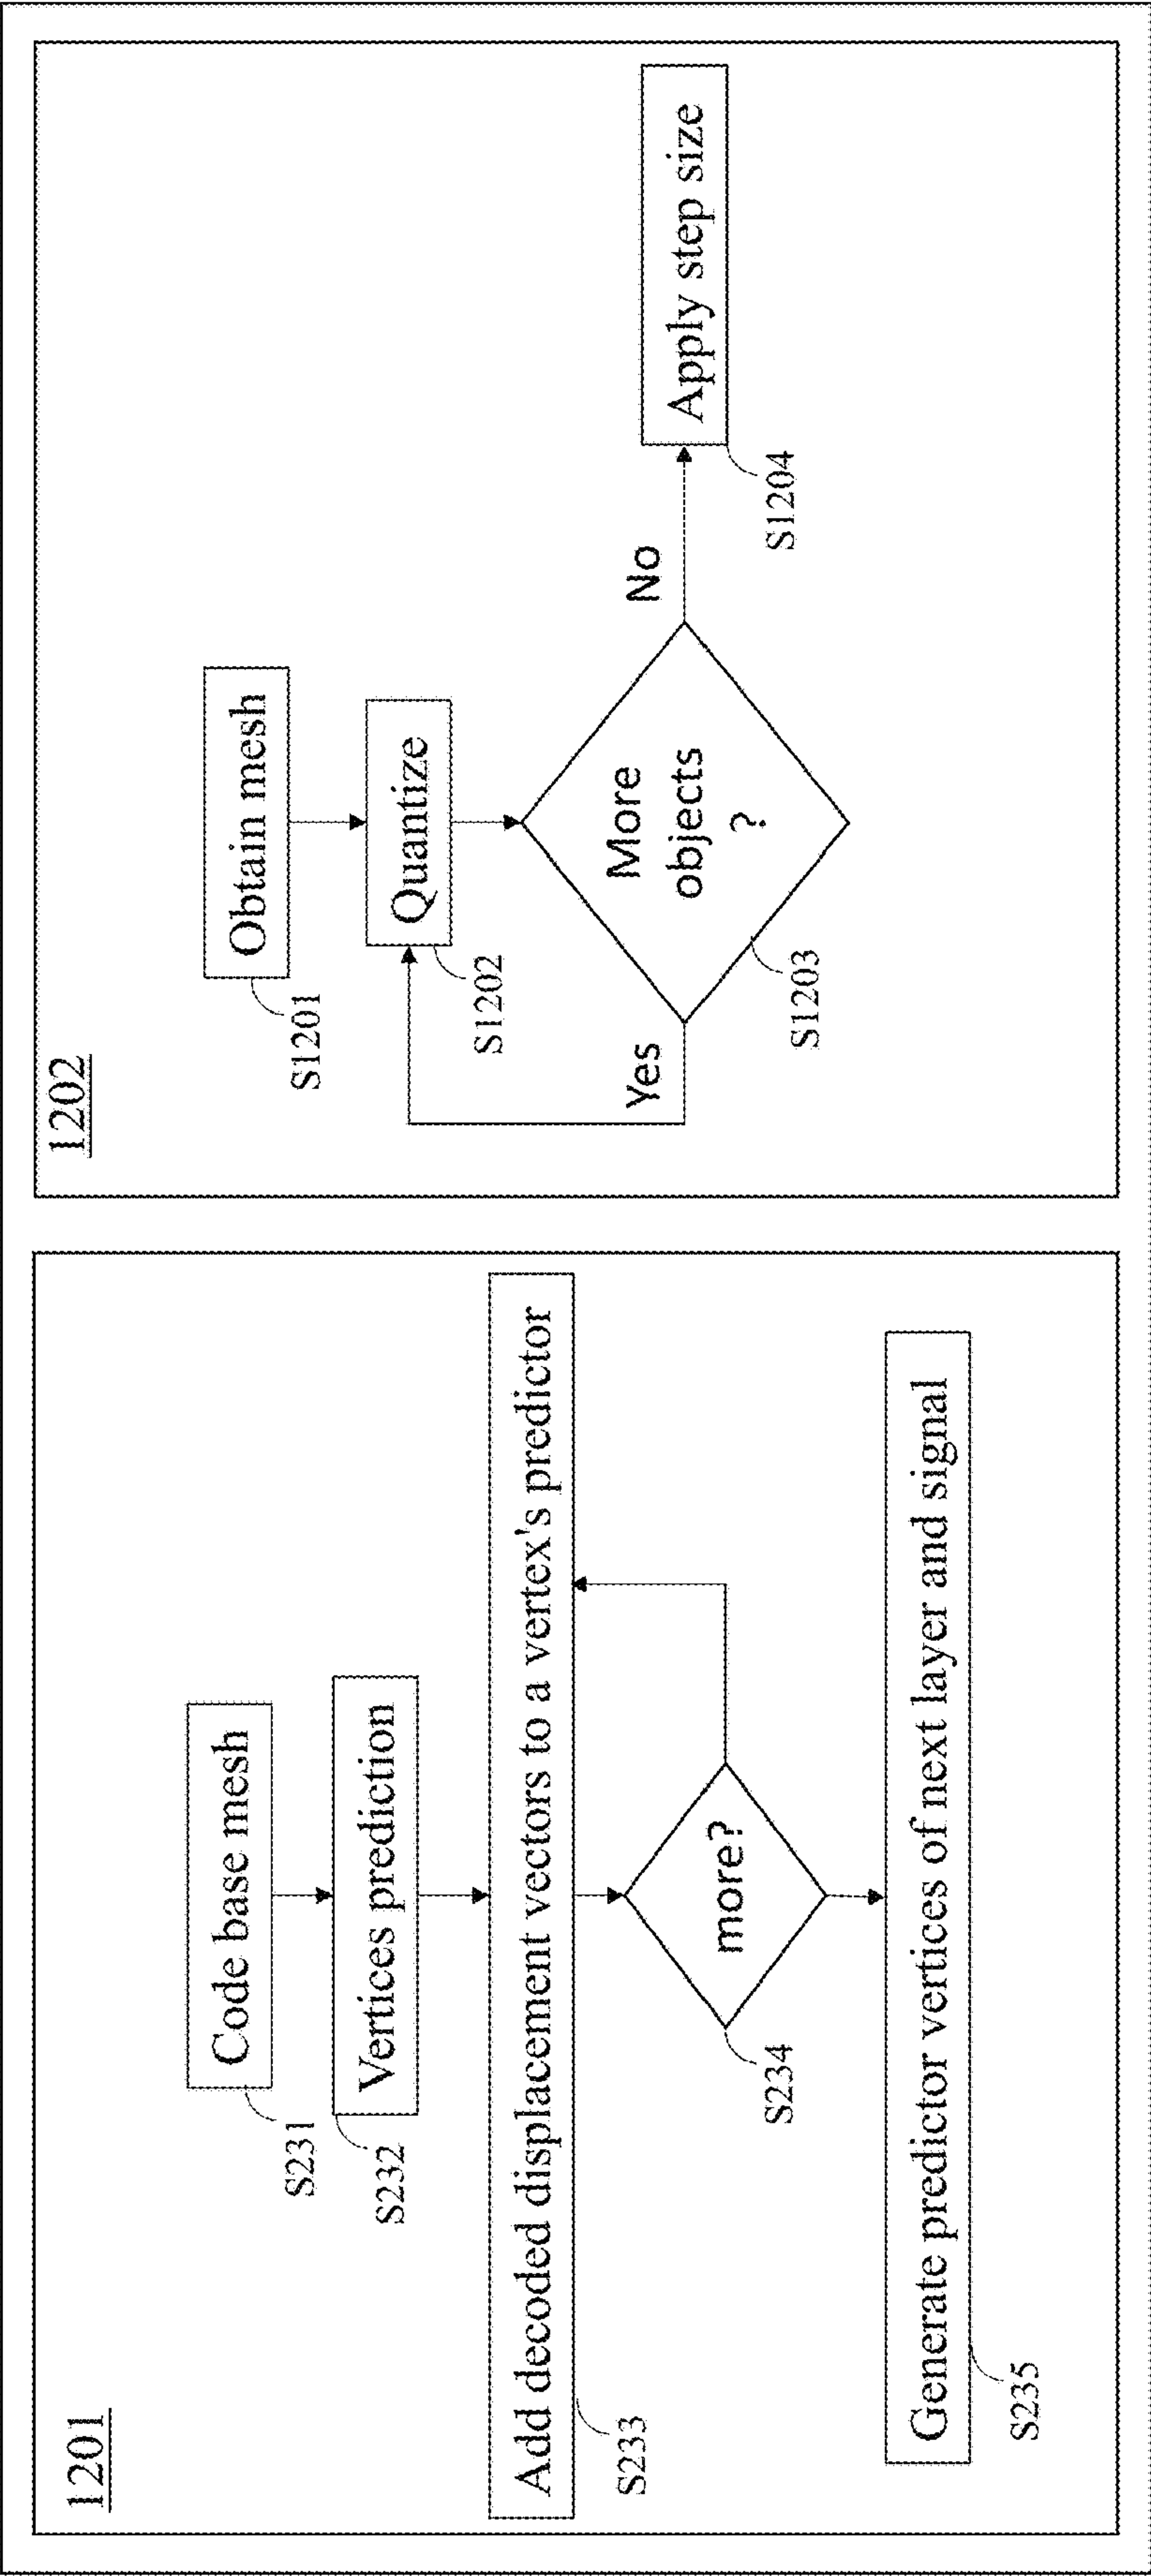 1201
Code base mesh
S231
Vertices prediction
S232
Add decoded displacement vectors to a vertex's predictor
S233
more?
S234
Generate predictor vertices of next layer and signal
S235
1202
Obtain mesh
S1201
Quantize
S1202
More
objects
?
Yes
No
S1203
Apply step size
S1204